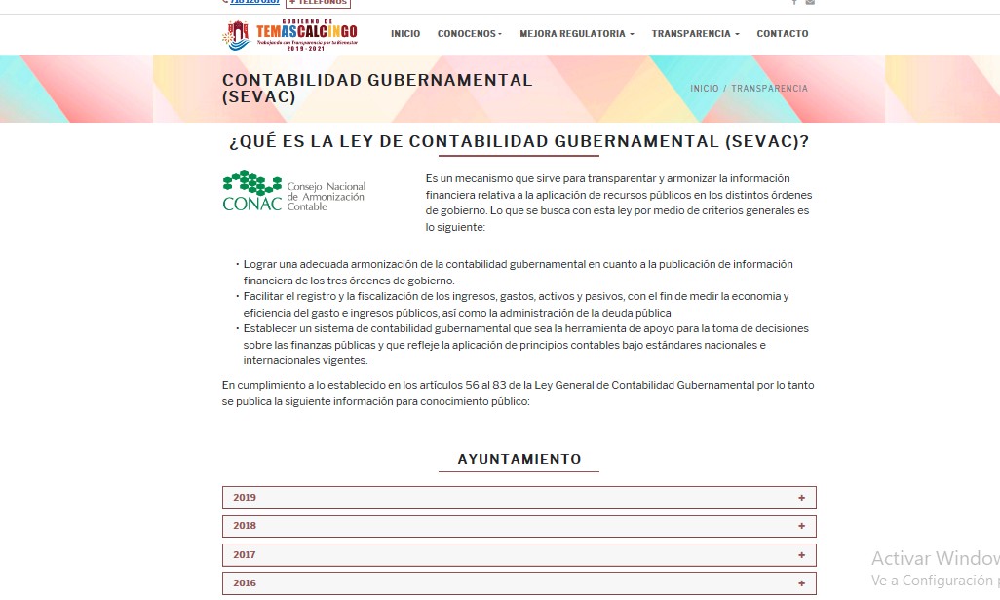 TELÉFONOS
GOBIERNO DE
TEMASCALCINGO
Trabajando con Transparencia por tu Bienestar
2019 - 2021
INICIO CONOCENOS MEJORA REGULATORIA TRANSPARENCIA CONTACTO
CONTABILIDAD GUBERNAMENTAL
(SEVAC)
INICIO / TRANSPARENCIA
¿QUÉ ES LA LEY DE CONTABILIDAD GUBERNAMENTAL (SEVAC)?
CONAC
Consejo Nacional
de Armonización
Contable
Es un mecanismo que sirve para transparentar y armonizar la información
financiera relativa a la aplicación de recursos públicos en los distintos órdenes
de gobierno. Lo que se busca con esta ley por medio de criterios generales es
lo siguiente:
• Lograr una adecuada armonización de la contabilidad gubernamental en cuanto a la publicación de información
financiera de los tres órdenes de gobierno.
• Facilitar el registro y la fiscalización de los ingresos, gastos, activos y pasivos, con el fin de medir la economia y
eficiencia del gasto e ingresos públicos, así como la administración de la deuda pública
• Establecer un sistema de contabilidad gubernamental que sea la herramienta de apoyo para la toma de decisiones
sobre las finanzas públicas y que refleje la aplicación de principios contables bajo estándares nacionales e
internacionales vigentes.
En cumplimiento a lo establecido en los artículos 56 al 83 de la Ley General de Contabilidad Gubernamental por lo tanto
se publica la siguiente información para conocimiento público:
AYUNTAMIENTO
2019 +
2018 +
2017 +
2016 +
Activar Window
Ve a Configuración p